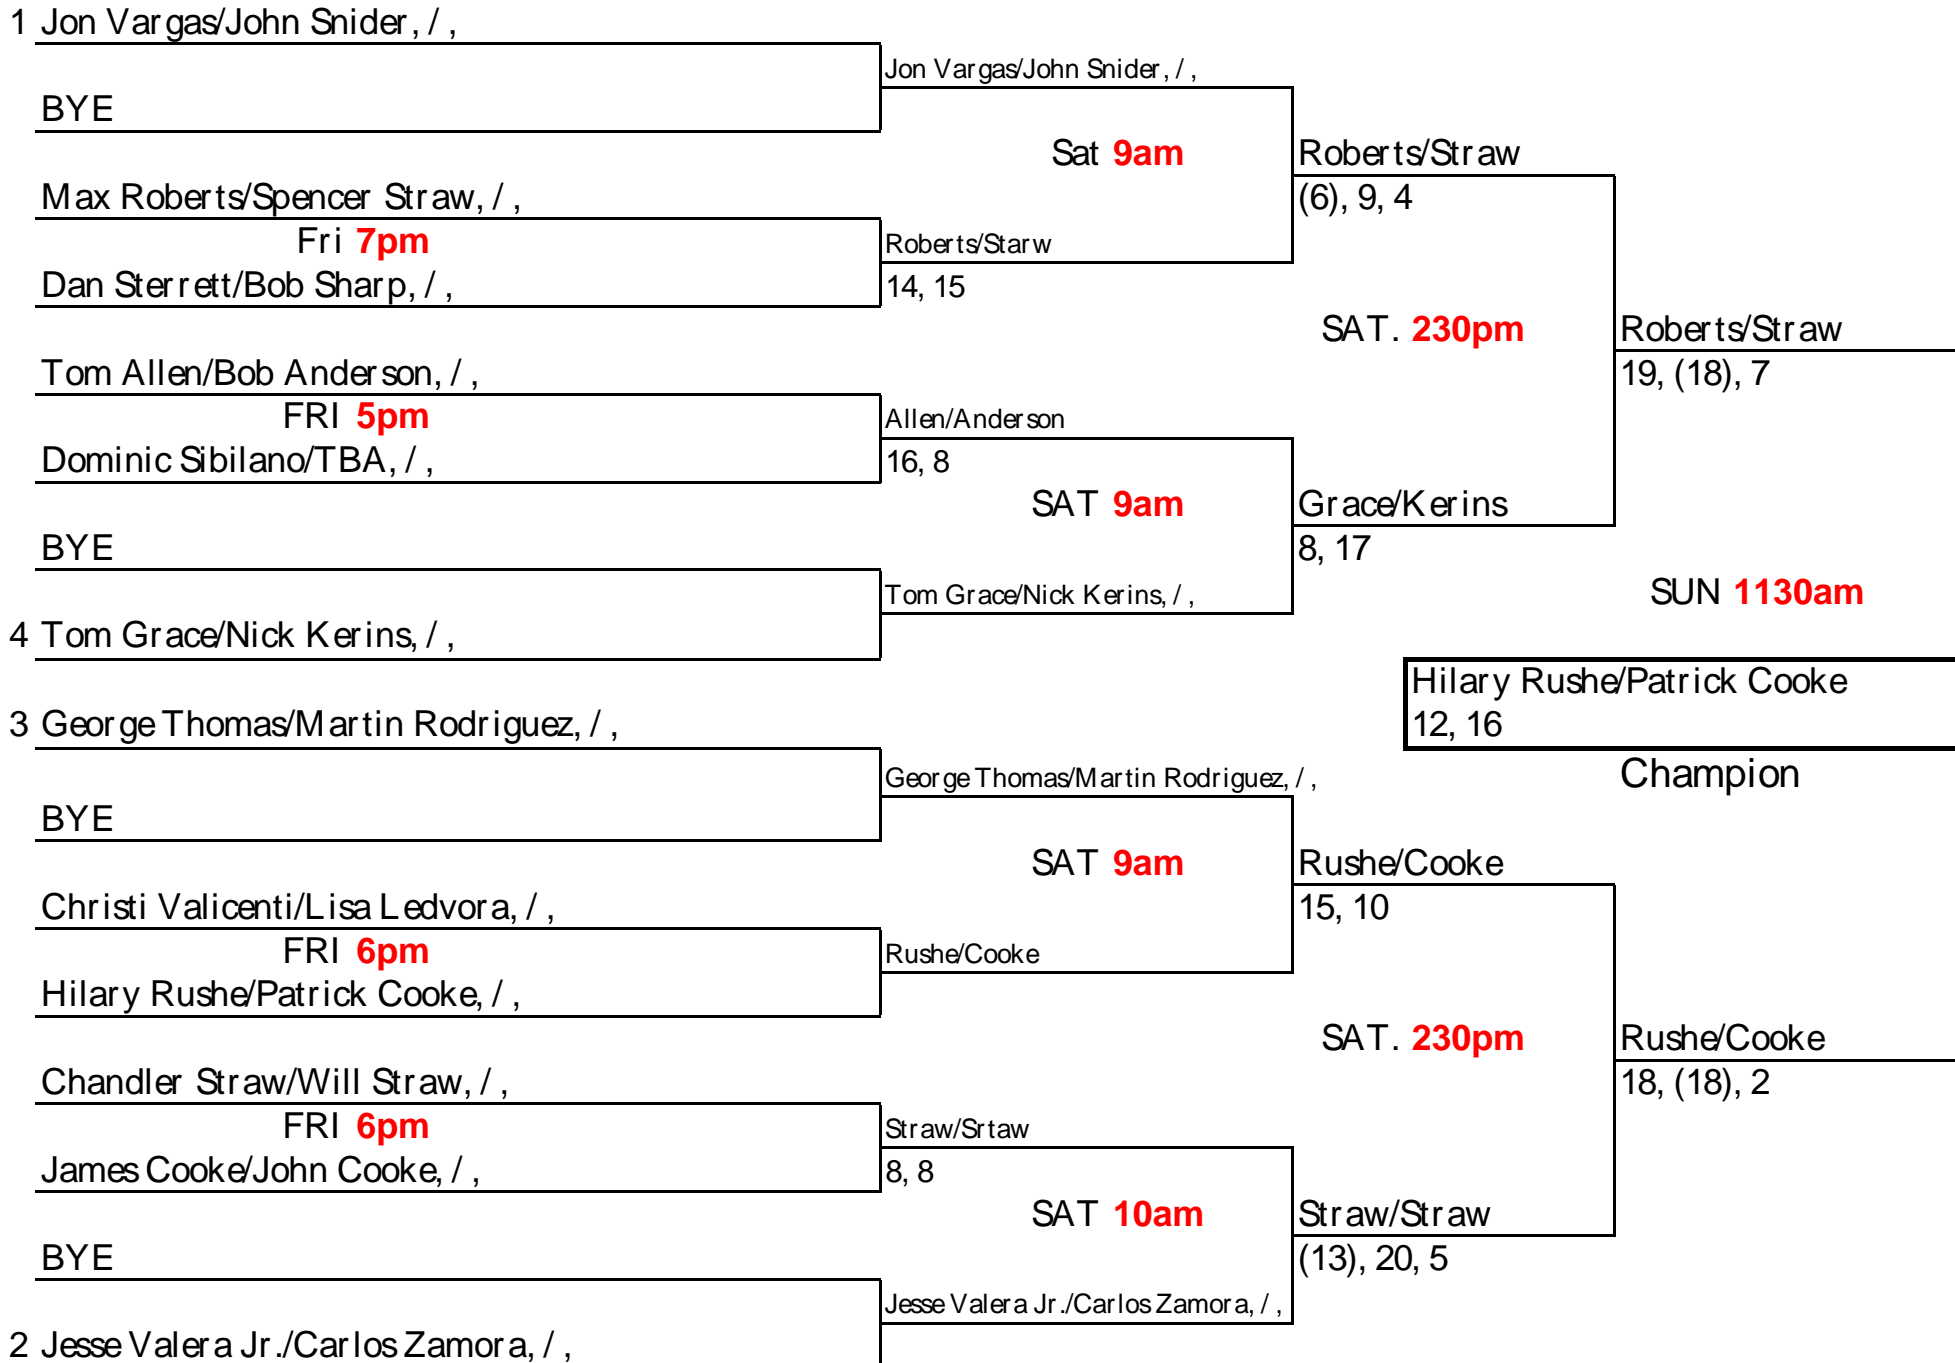 1 Jon Vargas/John Snider, / ,
Jon Vargas/John Snider, / ,
BYE
Sat 9am
Roberts/Straw
(6), 9, 4
Max Roberts/Spencer Straw, / ,
Fri 7pm
Roberts/Starw
14, 15
Dan Sterrett/Bob Sharp, / ,
SAT. 230pm
Roberts/Straw
19, (18), 7
Tom Allen/Bob Anderson, / ,
FRI 5pm
Allen/Anderson
16, 8
Dominic Sibilano/TBA, / ,
SAT 9am
Grace/Kerins
8, 17
BYE
Tom Grace/Nick Kerins, / ,
SUN 1130am
4 Tom Grace/Nick Kerins, / ,
Hilary Rushe/Patrick Cooke
12, 16
Champion
3 George Thomas/Martin Rodriguez, / ,
George Thomas/Martin Rodriguez, / ,
BYE
SAT 9am
Rushe/Cooke
15, 10
Christi Valicenti/Lisa Ledvora, / ,
FRI 6pm
Rushe/Cooke
Hilary Rushe/Patrick Cooke, / ,
SAT. 230pm
Rushe/Cooke
18, (18), 2
Chandler Straw/Will Straw, / ,
FRI 6pm
Straw/Srtaw
8, 8
James Cooke/John Cooke, / ,
SAT 10am
Straw/Straw
(13), 20, 5
BYE
Jesse Valera Jr./Carlos Zamora, / ,
2 Jesse Valera Jr./Carlos Zamora, / ,